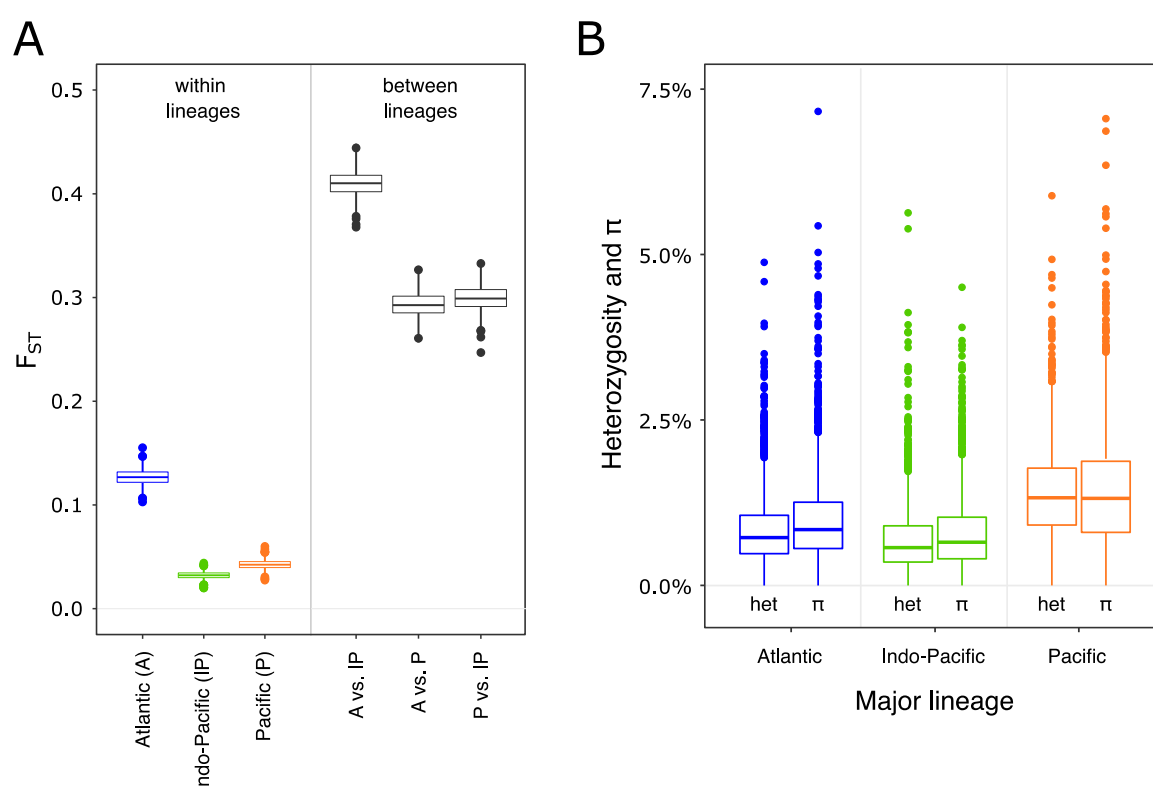 A
within
lineages
between
lineages
0.5
0.4
0.3
0.2
0.1
0.0
F_ST
Atlantic (A)
ndo-Pacific (IP)
Pacific (P)
A vs. IP
A vs. P
P vs. IP
B
7.5%
5.0%
2.5%
0.0%
Heterozygosity and π
het π het π het π
Atlantic Indo-Pacific Pacific
Major lineage